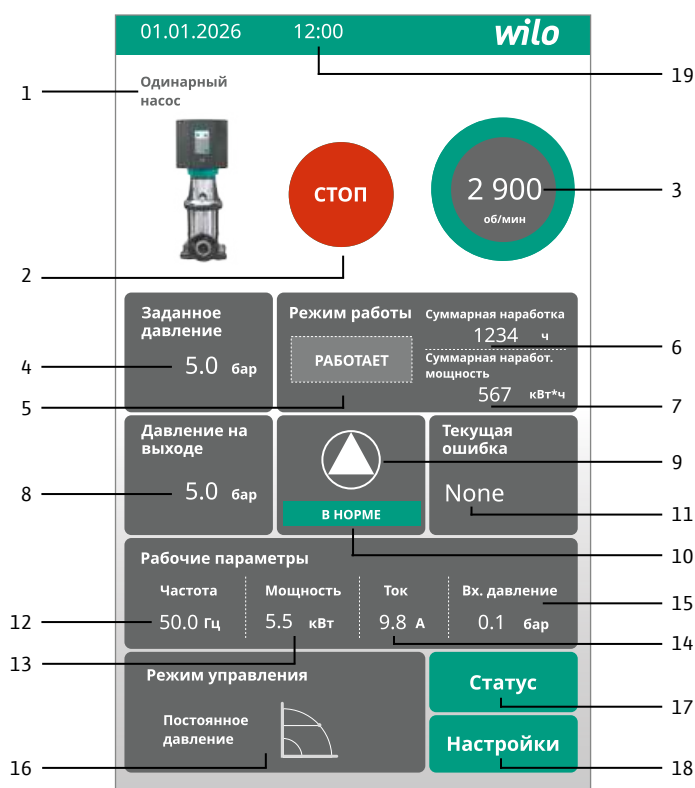 01.01.2026 12:00 wilo
19
1
Одинарный
насос
СТОП
2 900
об/мин
3
2
Заданное
давление
5.0 бар
4
Режим работы
РАБОТАЕТ
5
Суммарная наработка
1234 ч
6
Суммарная наработ.
мощность
567 кВт*ч
7
Давление на
выходе
5.0 бар
8
9
В НОРМЕ
10
Текущая
ошибка
None
11
Рабочие параметры
Частота Мощность Ток Вх. давление
50.0 Гц 5.5 кВт 9.8 А 0.1 бар
12
13
14
15
Режим управления
Постоянное
давление
16
Статус
17
Настройки
18